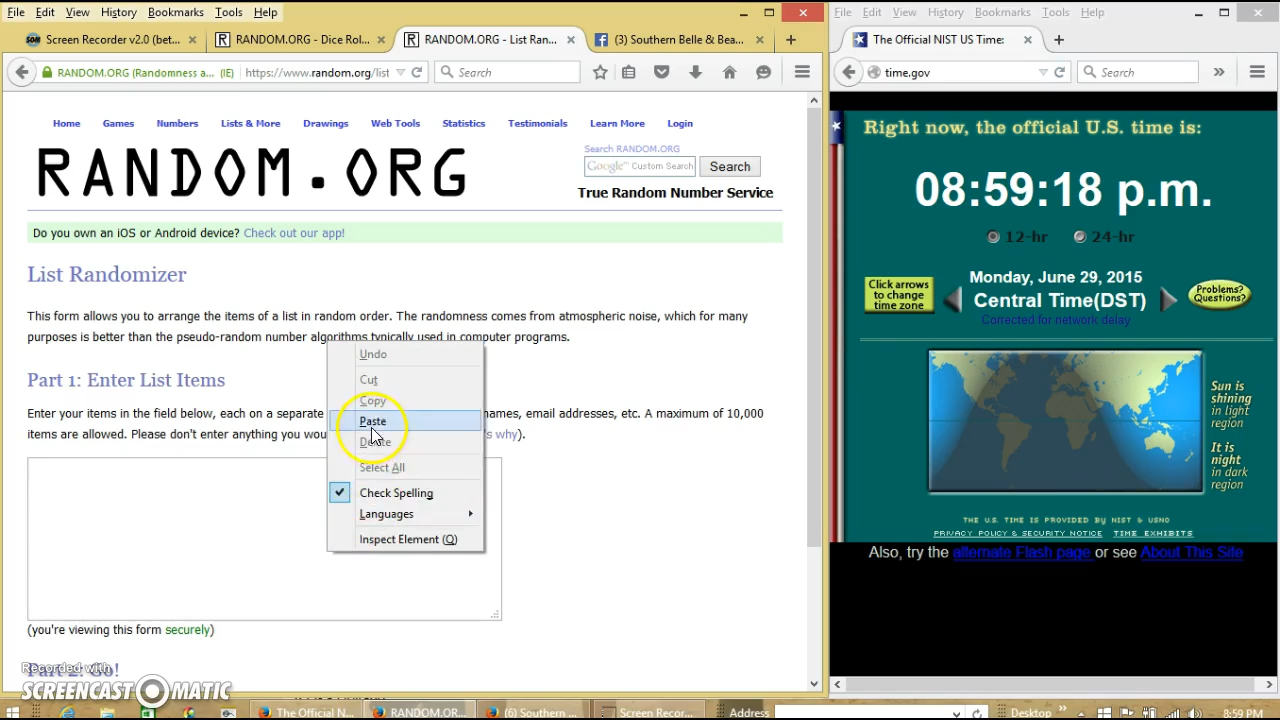 File Edit View History Bookmarks Tools Help
Screen Recorder v2.0 (bet...
RANDOM.ORG - Dice Rol...
RANDOM.ORG - List Ran...
(3) Southern Belle & Bea...
RANDOM.ORG (Randomness a... (IE)
https://www.random.org/list
Search
Home Games Numbers Lists & More Drawings Web Tools Statistics Testimonials Learn More Login
RANDOM.ORG
Search RANDOM.ORG
Google™ Custom Search
Search
True Random Number Service
Do you own an iOS or Android device? Check out our app!
List Randomizer
This form allows you to arrange the items of a list in random order. The randomness comes from atmospheric noise, which for many
purposes is better than the pseudo-random number algorithms typically used in computer programs.
Part 1: Enter List Items
Enter your items in the field below, each on a separate names, email addresses, etc. A maximum of 10,000
items are allowed. Please don't enter anything you wou 's why).
Undo
Cut
Copy
Paste
Delete
Select All
Check Spelling
Languages
Inspect Element (Q)
(you're viewing this form securely)
Part 2: Go!
Recorded with
SCREENCAST MATIC
File Edit View History Bookmarks Tools Help
The Official NIST US Time:
time.gov
Search
Right now, the official U.S. time is:
08:59:18 p.m.
12-hr 24-hr
Click arrows
to change
time zone
Monday, June 29, 2015
Central Time(DST)
Corrected for network delay
Problems?
Questions?
Sun is
shining
in light
region
It is
night
in dark
region
THE U.S. TIME IS PROVIDED BY NIST & USNO
PRIVACY POLICY & SECURITY NOTICE TIME EXHIBITS
Also, try the alternate Flash page or see About This Site
The Official N...
RANDOM.OR...
(6) Southern ...
Screen Recor...
Address
Desktop
8:59 PM